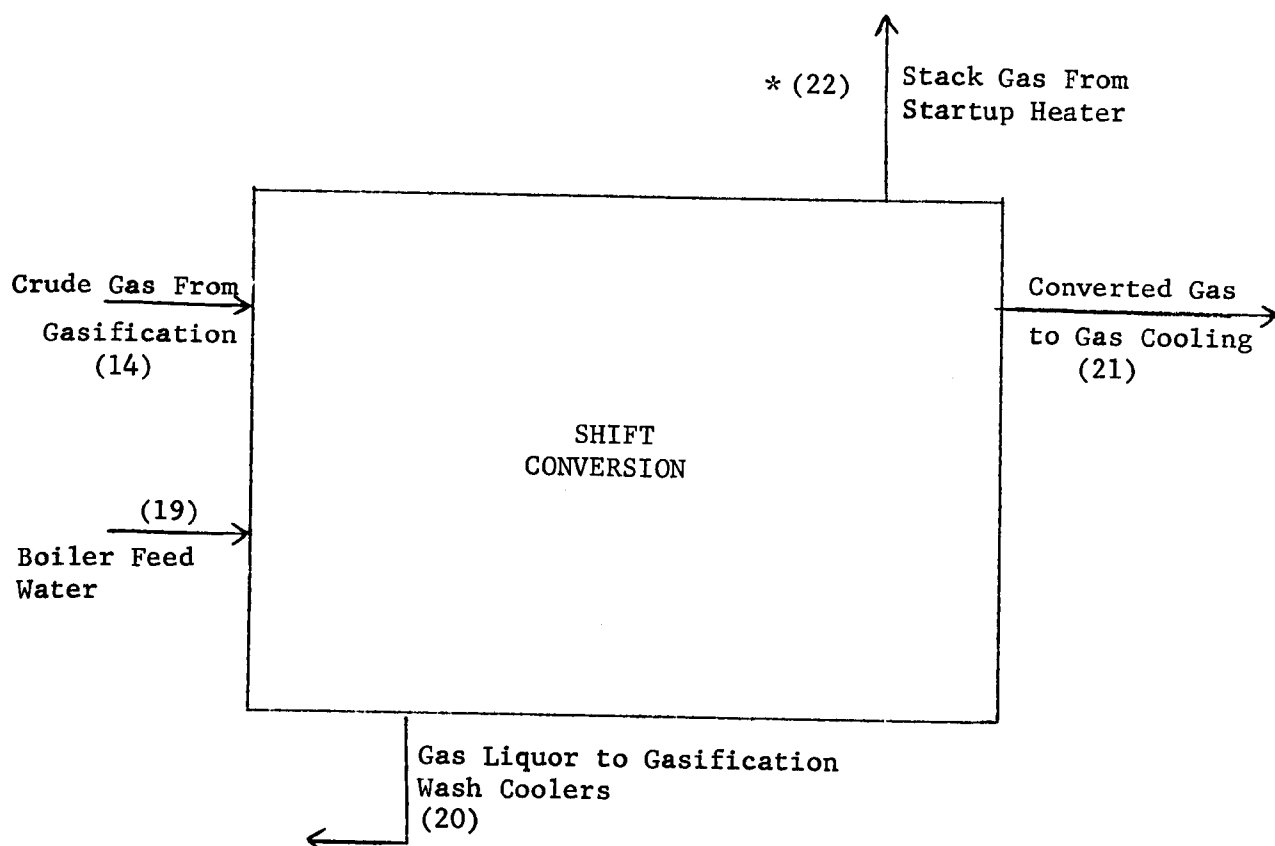 * (22)
Stack Gas From
Startup Heater
Crude Gas From
Gasification
(14)
Converted Gas
to Gas Cooling
(21)
SHIFT
CONVERSION
(19)
Boiler Feed
Water
Gas Liquor to Gasification
Wash Coolers
(20)